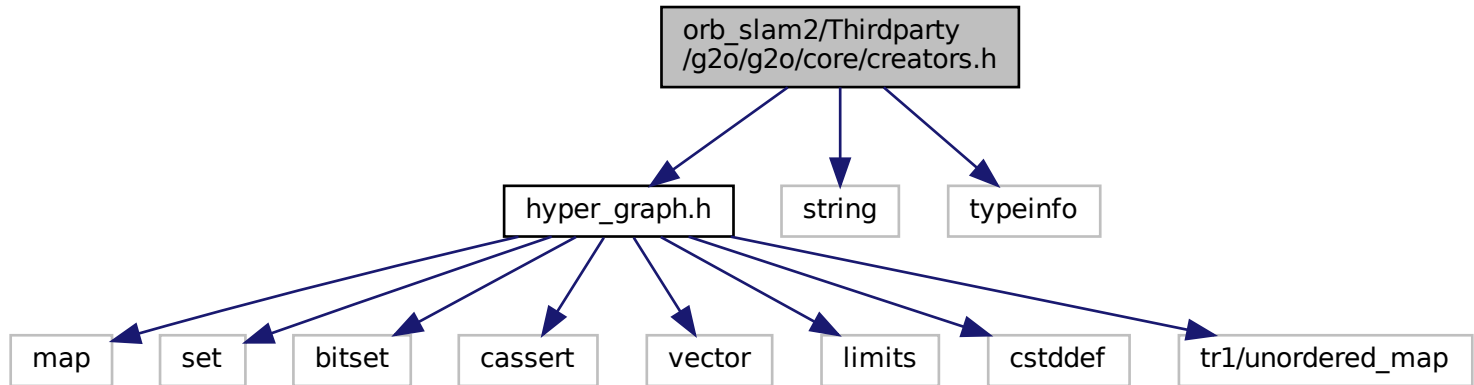 orb_slam2/Thirdparty
/g2o/g2o/core/creators.h
hyper_graph.h
string
typeinfo
map
set
bitset
cassert
vector
limits
cstddef
tr1/unordered_map